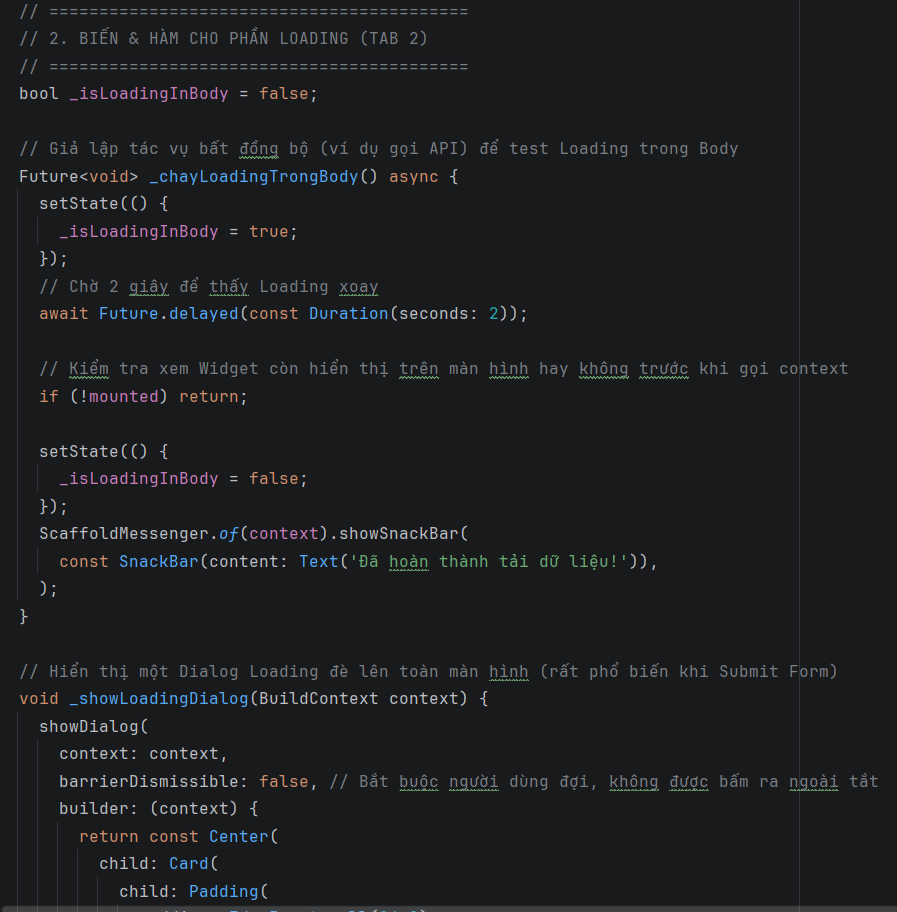 // ==========================================
// 2. BIẾN & HÀM CHO PHẦN LOADING (TAB 2)
// ==========================================
bool _isLoadingInBody = false;
// Giả lập tác vụ bất đồng bộ (ví dụ gọi API) để test Loading trong Body
Future<void> _chayLoadingTrongBody() async {
setState(() {
_isLoadingInBody = true;
});
// Chờ 2 giây để thấy Loading xoay
await Future.delayed(const Duration(seconds: 2));
// Kiểm tra xem Widget còn hiển thị trên màn hình hay không trước khi gọi context
if (!mounted) return;
setState(() {
_isLoadingInBody = false;
});
ScaffoldMessenger.of(context).showSnackBar(
const SnackBar(content: Text('Đã hoàn thành tải dữ liệu!')),
);
}
// Hiển thị một Dialog Loading đè lên toàn màn hình (rất phổ biến khi Submit Form)
void _showLoadingDialog(BuildContext context) {
showDialog(
context: context,
barrierDismissible: false, // Bắt buộc người dùng đợi, không được bấm ra ngoài tắt
builder: (context) {
return const Center(
child: Card(
child: Padding(